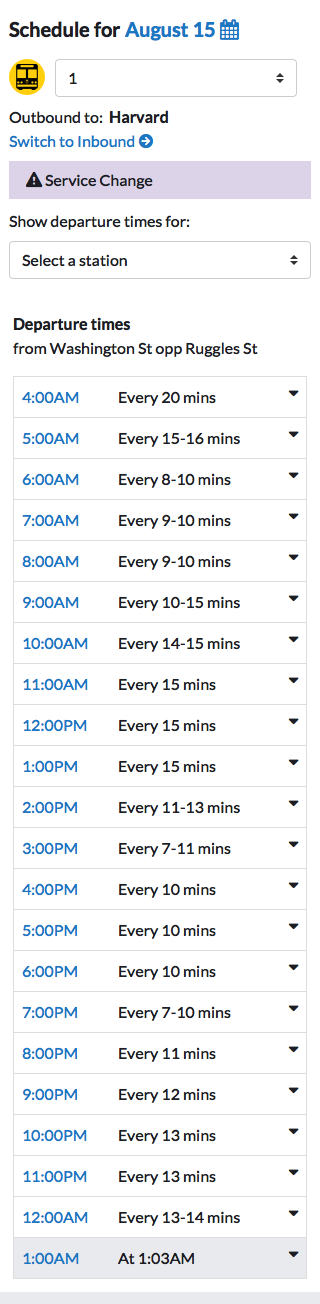 Schedule for August 15
1
Outbound to: Harvard
Switch to Inbound
Service Change
Show departure times for:
Select a station
Departure times
from Washington St opp Ruggles St
4:00AM Every 20 mins
5:00AM Every 15-16 mins
6:00AM Every 8-10 mins
7:00AM Every 9-10 mins
8:00AM Every 9-10 mins
9:00AM Every 10-15 mins
10:00AM Every 14-15 mins
11:00AM Every 15 mins
12:00PM Every 15 mins
1:00PM Every 15 mins
2:00PM Every 11-13 mins
3:00PM Every 7-11 mins
4:00PM Every 10 mins
5:00PM Every 10 mins
6:00PM Every 10 mins
7:00PM Every 7-10 mins
8:00PM Every 11 mins
9:00PM Every 12 mins
10:00PM Every 13 mins
11:00PM Every 13 mins
12:00AM Every 13-14 mins
1:00AM At 1:03AM